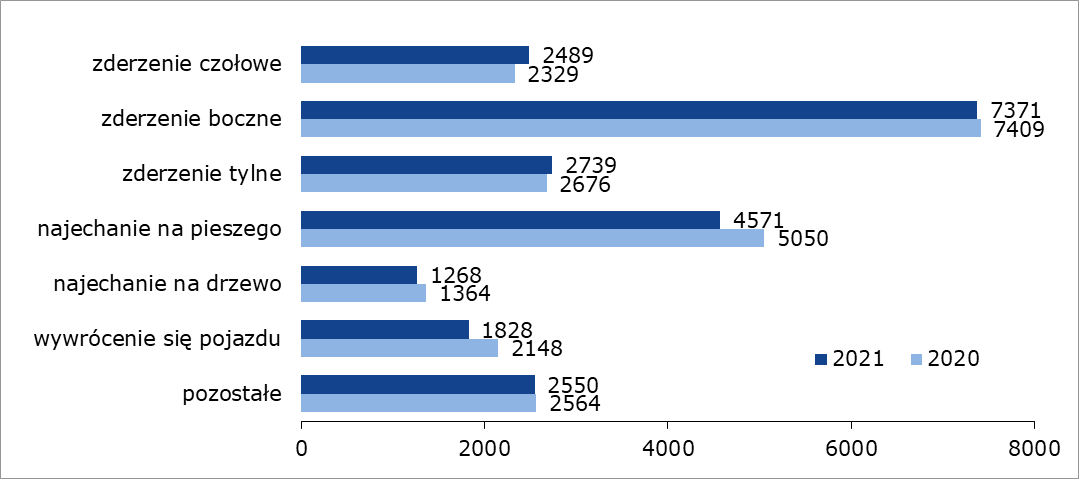 zderzenie czołowe 2489
2329
zderzenie boczne 7371
7409
zderzenie tylne 2739
2676
najechanie na pieszego 4571
5050
najechanie na drzewo 1268
1364
wywrócenie się pojazdu 1828
2148
2021 2020
pozostałe 2550
2564
0 2000 4000 6000 8000